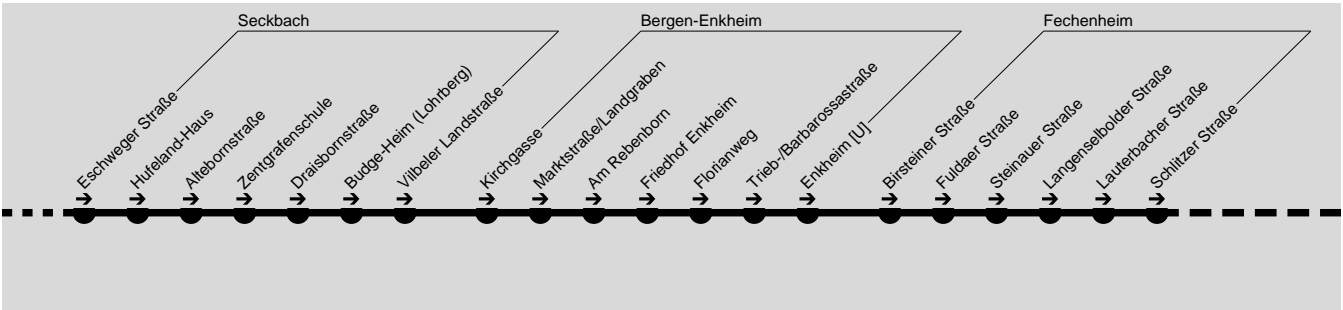 Seckbach
Bergen-Enkheim
Fechenheim
Eschweger Straße
Hufeland-Haus
Altebornstraße
Zentgrafenschule
Draisbornstraße
Budge-Heim (Lohrberg)
Vilbeler Landstraße
Kirchgasse
Marktstraße/Landgraben
Am Rebenborn
Friedhof Enkheim
Florianweg
Trieb-/Barbarossastraße
Enkheim [U]
Birsteiner Straße
Fuldaer Straße
Steinauer Straße
Langenselbolder Straße
Lauterbacher Straße
Schlitzer Straße